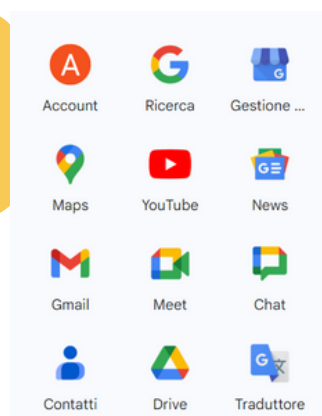 A
Account Ricerca Gestione ...
Maps YouTube News
Gmail Meet Chat
Contatti Drive Traduttore